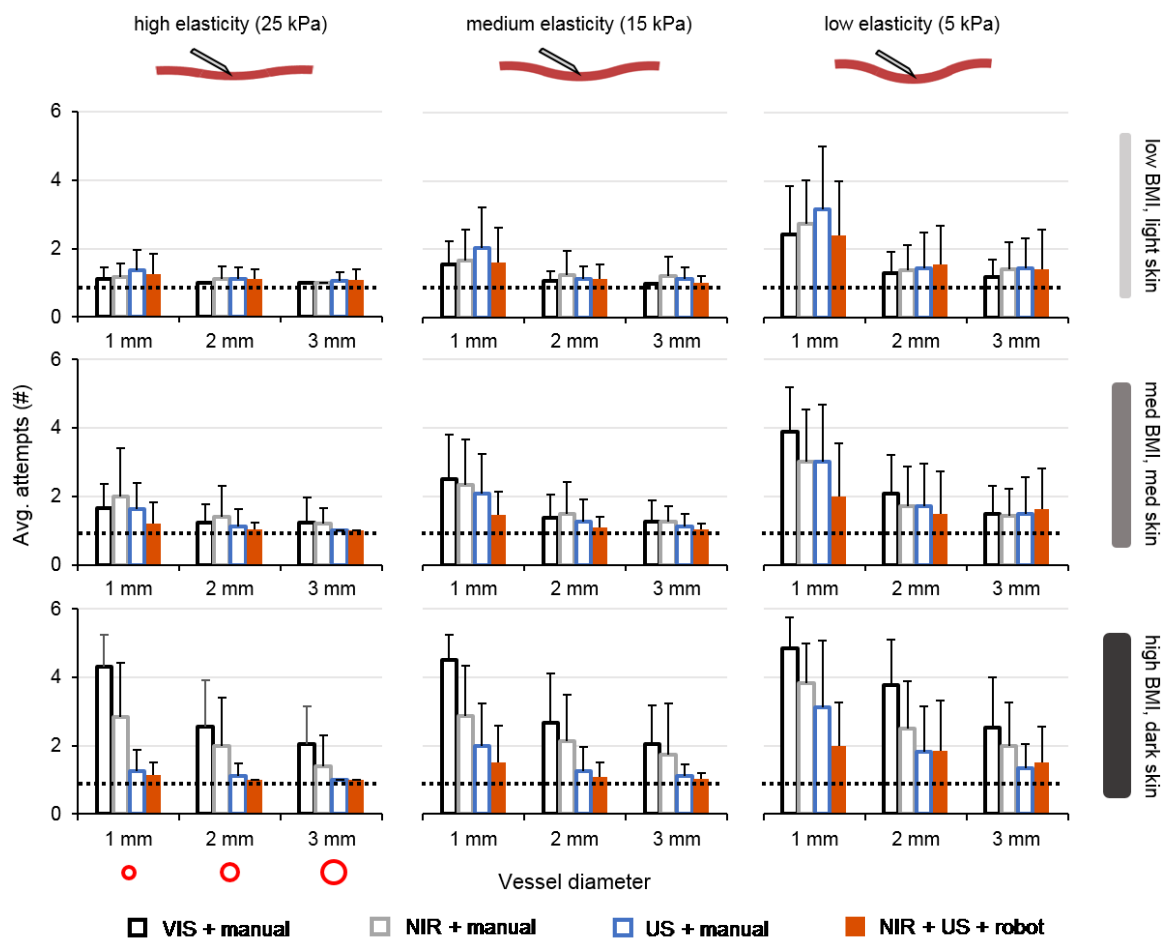 high elasticity (25 kPa)
medium elasticity (15 kPa)
low elasticity (5 kPa)
6
4
2
0
1 mm
2 mm
3 mm
1 mm
2 mm
3 mm
1 mm
2 mm
3 mm
low BMI, light skin
Avg. attempts (#)
6
4
2
0
1 mm
2 mm
3 mm
1 mm
2 mm
3 mm
1 mm
2 mm
3 mm
med BMI, med skin
6
4
2
0
1 mm
2 mm
3 mm
1 mm
2 mm
3 mm
1 mm
2 mm
3 mm
high BMI, dark skin
Vessel diameter
VIS + manual
NIR + manual
US + manual
NIR + US + robot